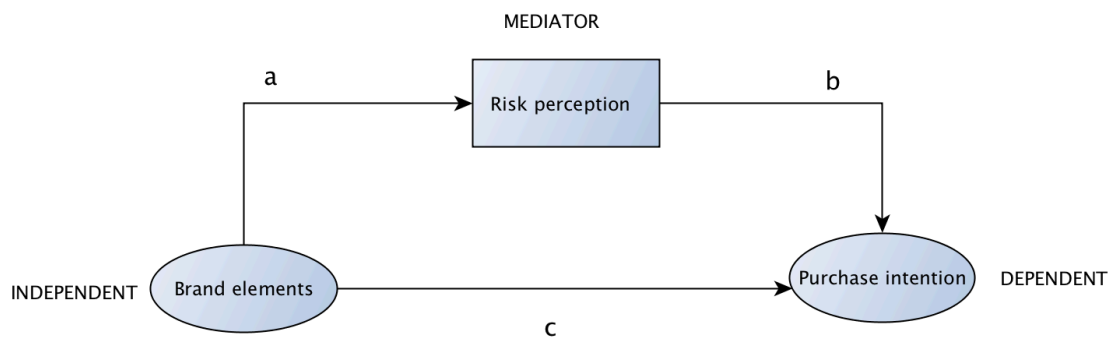 MEDIATOR
a
Risk perception
b
INDEPENDENT
Brand elements
Purchase intention
DEPENDENT
c